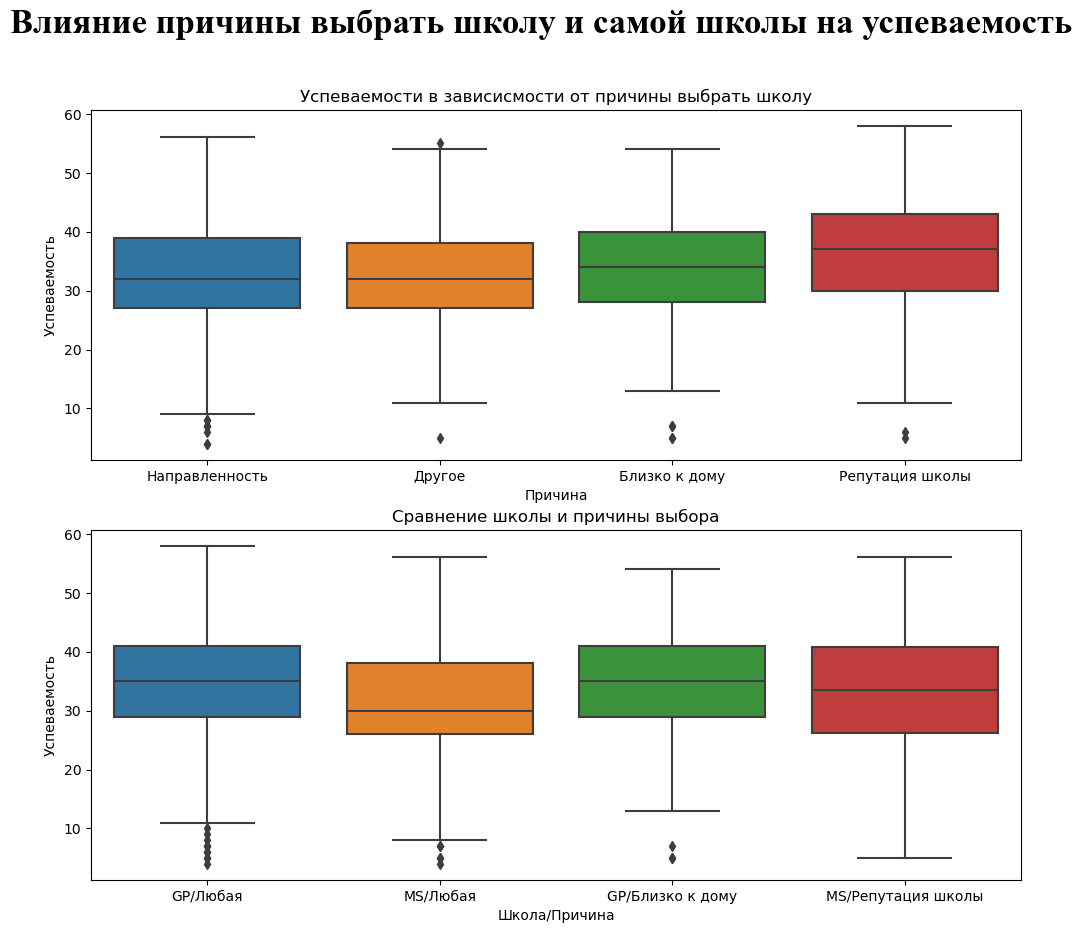 Влияние причины выбрать школу и самой школы на успеваемость
Успеваемости в зависисмости от причины выбрать школу
60
50
40
30
20
10
Успеваемость
Направленность Другое Близко к дому Репутация школы
Причина
Сравнение школы и причины выбора
60
50
40
30
20
10
Успеваемость
GP/Любая MS/Любая GP/Близко к дому MS/Репутация школы
Школа/Причина